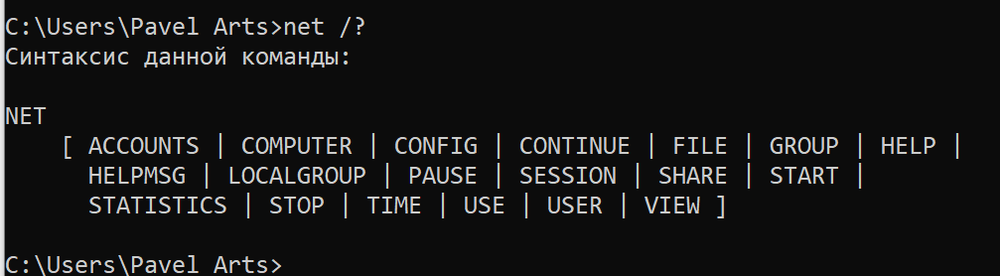 C:\Users\Pavel Arts>net /?
Синтаксис данной команды:
NET
[ ACCOUNTS | COMPUTER | CONFIG | CONTINUE | FILE | GROUP | HELP |
HELPMSG | LOCALGROUP | PAUSE | SESSION | SHARE | START |
STATISTICS | STOP | TIME | USE | USER | VIEW ]
C:\Users\Pavel Arts>